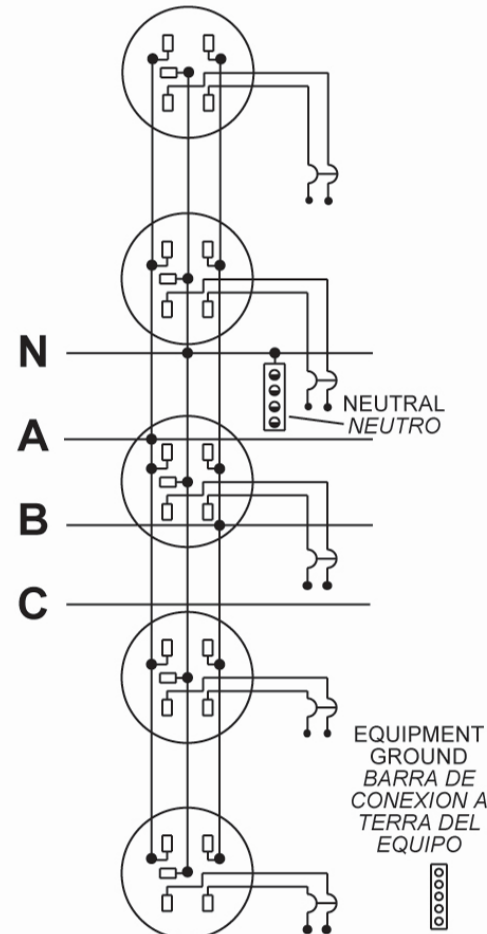 N
NEUTRAL
NEUTRO
A
B
C
EQUIPMENT
GROUND
BARRA DE
CONEXION A
TERRA DEL
EQUIPO